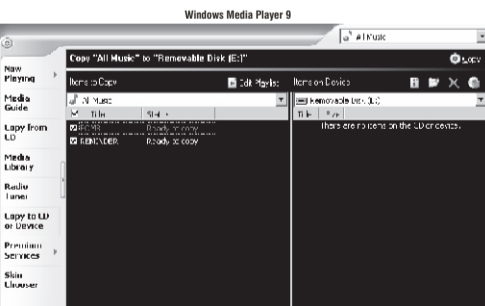 Windows Media Player 9
All Music
Copy "All Music" to "Removable Disk (E:)"
Copy
Now
Playing
Items to Copy
Edit Playlist
Items on Device
Media
Guide
All Music
Removable Disk (E:)
Title
Status
Title
Size
There are no items on the CD or device.
Ready to copy
Copy from
CD
REMINDER
Ready to copy
Media
Library
Radio
Tuner
Copy to CD
or Device
Premium
Services
Skin
Chooser